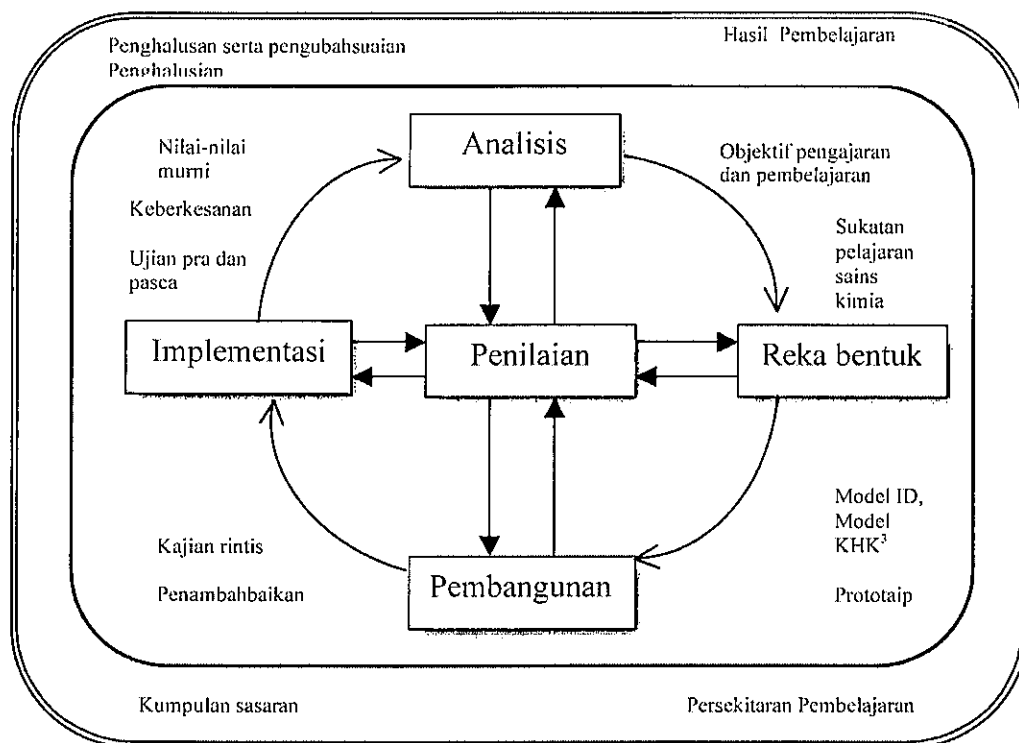 Penghalusan serta pengubahsuaian
Penghalusian
Hasil Pembelajaran
Nilai-nilai
murni
Keberkesanan
Ujian pra dan
pasca
Analisis
Objektif pengajaran
dan pembelajaran
Sukatan
pelajaran
sains
kimia
Implementasi
Penilaian
Reka bentuk
Kajian rintis
Penambahbaikan
Pembangunan
Model ID,
Model
KHK³
Prototaip
Kumpulan sasaran
Persekitaran Pembelajaran